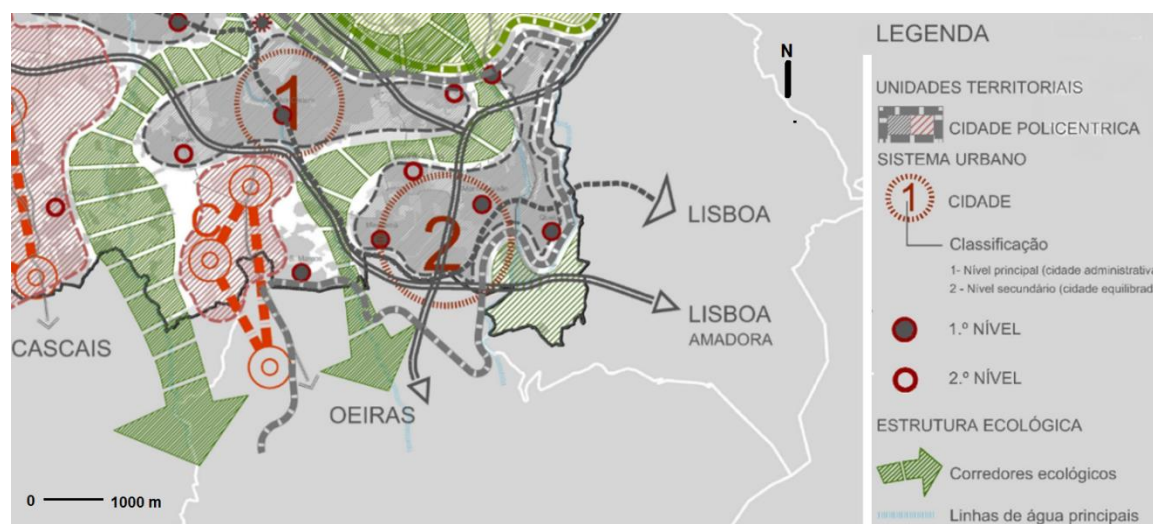 N
LEGENDA
UNIDADES TERRITORIAIS
CIDADE POLICENTRICA
SISTEMA URBANO
1
CIDADE
Classificação
1- Nível principal (cidade administrativa
2 - Nível secundário (cidade equilibrad
1.º NÍVEL
2.º NÍVEL
ESTRUTURA ECOLÓGICA
Corredores ecológicos
Linhas de água principais
1
2
C
LISBOA
LISBOA
AMADORA
CASCAIS
OEIRAS
0 1000 m